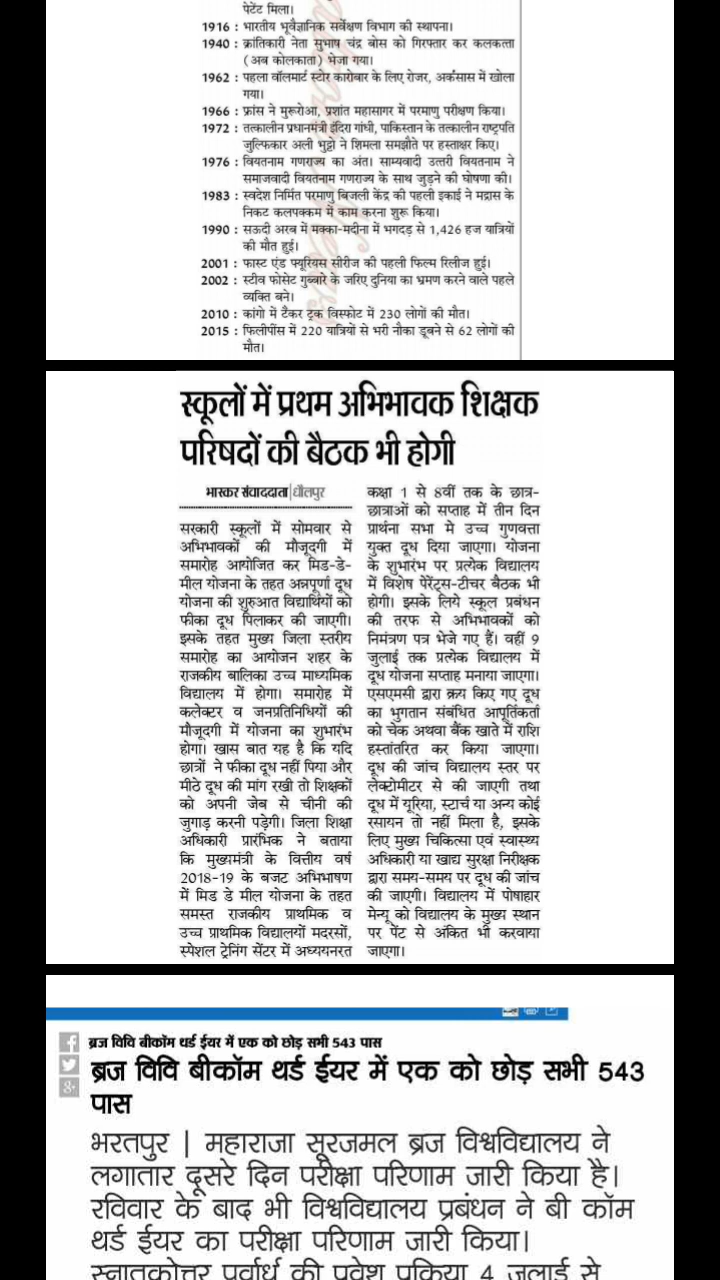 पेटेंट मिला।
1916 : भारतीय भूवैज्ञानिक सर्वेक्षण विभाग की स्थापना।
1940 : क्रांतिकारी नेता सुभाष चंद्र बोस को गिरफ्तार कर कलकत्ता
(अब कोलकाता) भेजा गया।
1962 : पहला वॉलमार्ट स्टोर कारोबार के लिए रोजर, अर्कंसास में खोला
गया।
1966 : फ्रांस ने मुरूरोआ, प्रशांत महासागर में परमाणु परीक्षण किया।
1972 : तत्कालीन प्रधानमंत्री इंदिरा गांधी, पाकिस्तान के तत्कालीन राष्ट्रपति
जुल्फिकार अली भुट्टो ने शिमला समझौते पर हस्ताक्षर किए।
1976 : वियतनाम गणराज्य का अंत। साम्यवादी उत्तरी वियतनाम ने
समाजवादी वियतनाम गणराज्य के साथ जुड़ने की घोषणा की।
1983 : स्वदेश निर्मित परमाणु बिजली केंद्र की पहली इकाई ने मद्रास के
निकट कलपक्कम में काम करना शुरू किया।
1990 : सऊदी अरब में मक्का-मदीना में भगदड़ से 1,426 हज यात्रियों
की मौत हुई।
2001 : फास्ट एंड फ्यूरियस सीरीज की पहली फिल्म रिलीज हुई।
2002 : स्टीव फोसेट गुब्बारे के जरिए दुनिया का भ्रमण करने वाले पहले
व्यक्ति बने।
2010 : कांगो में टैंकर ट्रक विस्फोट में 230 लोगों की मौत।
2015 : फिलीपींस में 220 यात्रियों से भरी नौका डूबने से 62 लोगों की
मौत।
स्कूलों में प्रथम अभिभावक शिक्षक
परिषदों की बैठक भी होगी
भास्कर संवाददाता|धौलपुर
सरकारी स्कूलों में सोमवार से
अभिभावकों की मौजूदगी में
समारोह आयोजित कर मिड-डे-
मील योजना के तहत अन्नपूर्णा दूध
योजना की शुरुआत विद्यार्थियों को
फीका दूध पिलाकर की जाएगी।
इसके तहत मुख्य जिला स्तरीय
समारोह का आयोजन शहर के
राजकीय बालिका उच्च माध्यमिक
विद्यालय में होगा। समारोह में
कलेक्टर व जनप्रतिनिधियों की
मौजूदगी में योजना का शुभारंभ
होगा। खास बात यह है कि यदि
छात्रों ने फीका दूध नहीं पिया और
मीठे दूध की मांग रखी तो शिक्षकों
को अपनी जेब से चीनी की
जुगाड़ करनी पड़ेगी। जिला शिक्षा
अधिकारी प्रारंभिक ने बताया
कि मुख्यमंत्री के वित्तीय वर्ष
2018-19 के बजट अभिभाषण
में मिड डे मील योजना के तहत
समस्त राजकीय प्राथमिक व
उच्च प्राथमिक विद्यालयों मदरसों,
स्पेशल ट्रेनिंग सेंटर में अध्ययनरत
कक्षा 1 से 8वीं तक के छात्र-
छात्राओं को सप्ताह में तीन दिन
प्रार्थना सभा मे उच्च गुणवत्ता
युक्त दूध दिया जाएगा। योजना
के शुभारंभ पर प्रत्येक विद्यालय
में विशेष पेरेंट्स-टीचर बैठक भी
होगी। इसके लिये स्कूल प्रबंधन
की तरफ से अभिभावकों को
निमंत्रण पत्र भेजे गए हैं। वहीं 9
जुलाई तक प्रत्येक विद्यालय में
दूध योजना सप्ताह मनाया जाएगा।
एसएमसी द्वारा क्रय किए गए दूध
का भुगतान संबंधित आपूर्तिकर्ता
को चेक अथवा बैंक खाते में राशि
हस्तांतरित कर किया जाएगा।
दूध की जांच विद्यालय स्तर पर
लेक्टोमीटर से की जाएगी तथा
दूध में यूरिया, स्टार्च या अन्य कोई
रसायन तो नहीं मिला है, इसके
लिए मुख्य चिकित्सा एवं स्वास्थ्य
अधिकारी या खाद्य सुरक्षा निरीक्षक
द्वारा समय-समय पर दूध की जांच
की जाएगी। विद्यालय में पोषाहार
मेन्यू को विद्यालय के मुख्य स्थान
पर पेंट से अंकित भी करवाया
जाएगा।
ब्रज विवि बीकॉम थर्ड ईयर में एक को छोड़ सभी 543 पास
ब्रज विवि बीकॉम थर्ड ईयर में एक को छोड़ सभी 543
पास
भरतपुर | महाराजा सूरजमल ब्रज विश्वविद्यालय ने
लगातार दूसरे दिन परीक्षा परिणाम जारी किया है।
रविवार के बाद भी विश्वविद्यालय प्रबंधन ने बी कॉम
थर्ड ईयर का परीक्षा परिणाम जारी किया।
स्नातकोत्तर पूर्वार्ध की प्रवेश प्रक्रिया 4 जुलाई से